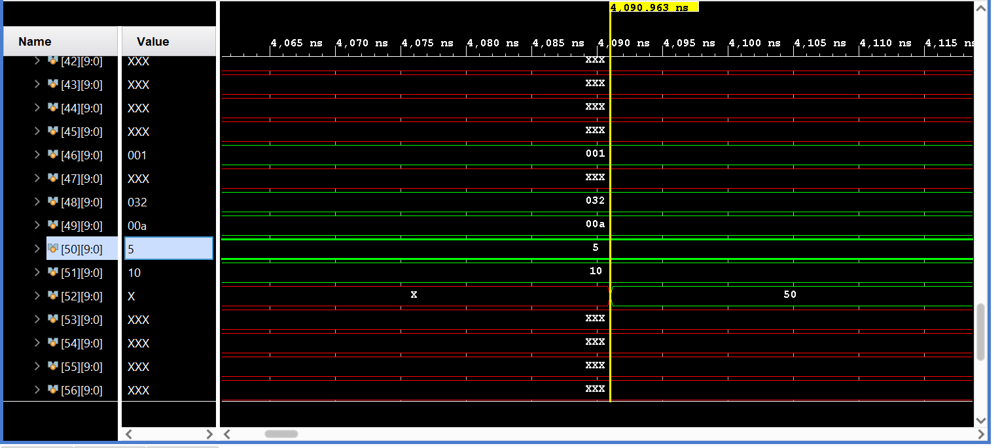 4,090.963 ns
Name Value
4,065 ns 4,070 ns 4,075 ns 4,080 ns 4,085 ns 4,090 ns 4,095 ns 4,100 ns 4,105 ns 4,110 ns 4,115 ns
[42][9:0] XXX XXX
[43][9:0] XXX XXX
[44][9:0] XXX XXX
[45][9:0] XXX XXX
[46][9:0] 001 001
[47][9:0] XXX XXX
[48][9:0] 032 032
[49][9:0] 00a 00a
[50][9:0] 5 5
[51][9:0] 10 10
[52][9:0] X X 50
[53][9:0] XXX XXX
[54][9:0] XXX XXX
[55][9:0] XXX XXX
[56][9:0] XXX XXX